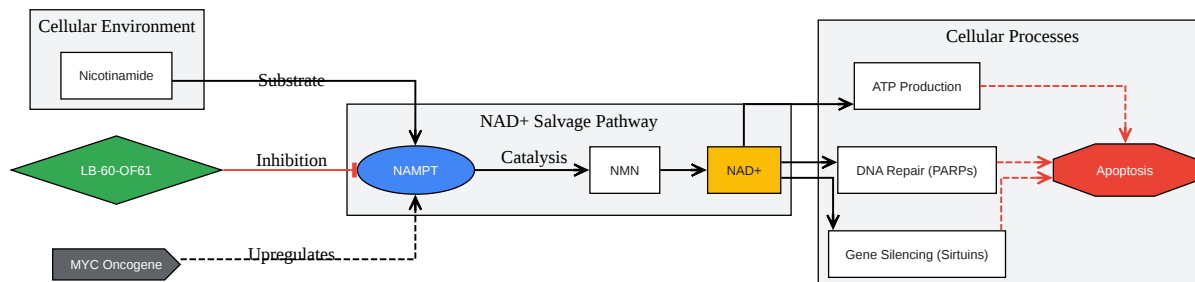 Cellular Environment
Nicotinamide
Substrate
LB-60-OF61
Inhibition
MYC Oncogene
Upregulates
NAD+ Salvage Pathway
NAMPT
Catalysis
NMN
NAD+
Cellular Processes
ATP Production
DNA Repair (PARPs)
Gene Silencing (Sirtuins)
Apoptosis